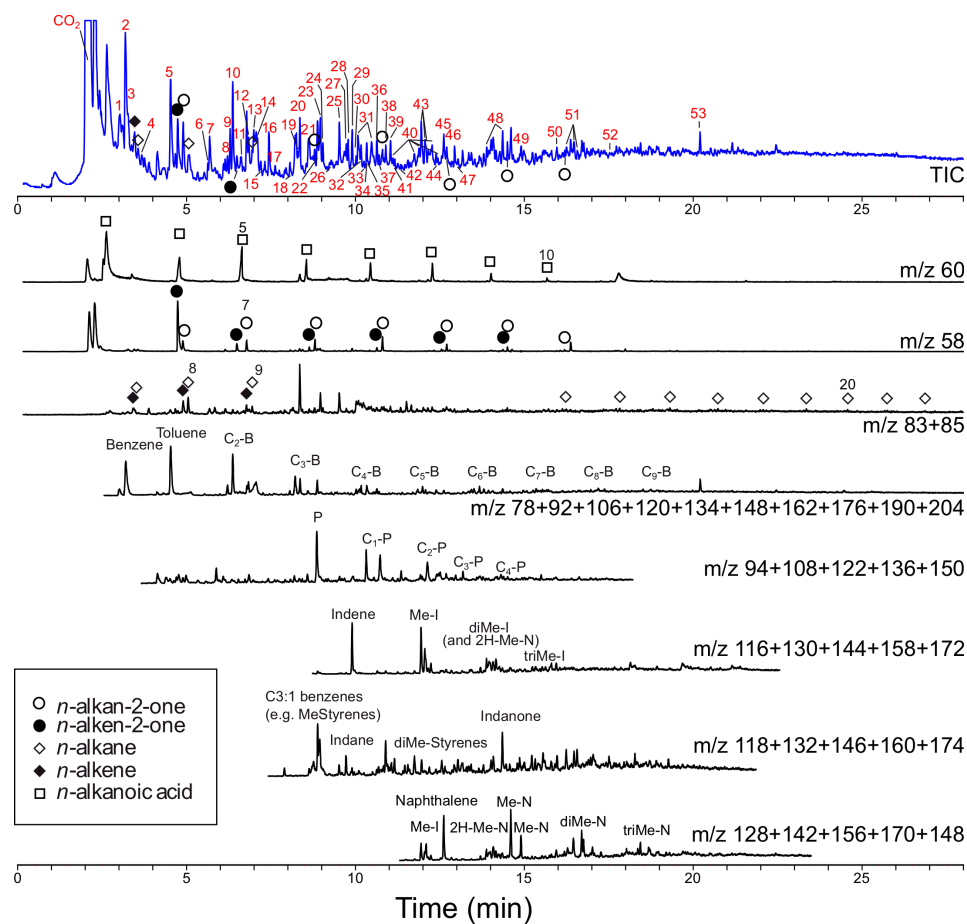 CO2
2
1
3
4
5
6
7
8
9
10
11
12
13
14
15
16
17
18
19
20
21
22
23
24
25
26
27
28
29
30
31
32
33
34
35
36
37
38
39
40
41
42
43
44
45
46
47
48
49
50
51
52
53
TIC
0 5 10 15 20 25
5
10
m/z 60
7
m/z 58
8
9
20
m/z 83+85
Benzene
Toluene
C2-B
C3-B
C4-B
C5-B
C6-B
C7-B
C8-B
C9-B
m/z 78+92+106+120+134+148+162+176+190+204
P
C1-P
C2-P
C3-P
C4-P
m/z 94+108+122+136+150
Indene
Me-I
diMe-I
(and 2H-Me-N)
triMe-I
m/z 116+130+144+158+172
C3:1 benzenes
(e.g. MeStyrenes)
Indane
diMe-Styrenes
Indanone
m/z 118+132+146+160+174
Naphthalene
Me-I
2H-Me-N
Me-N
Me-N
diMe-N
triMe-N
m/z 128+142+156+170+148
n-alkan-2-one
n-alken-2-one
n-alkane
n-alkene
n-alkanoic acid
0 5 10 15 20 25
Time (min)